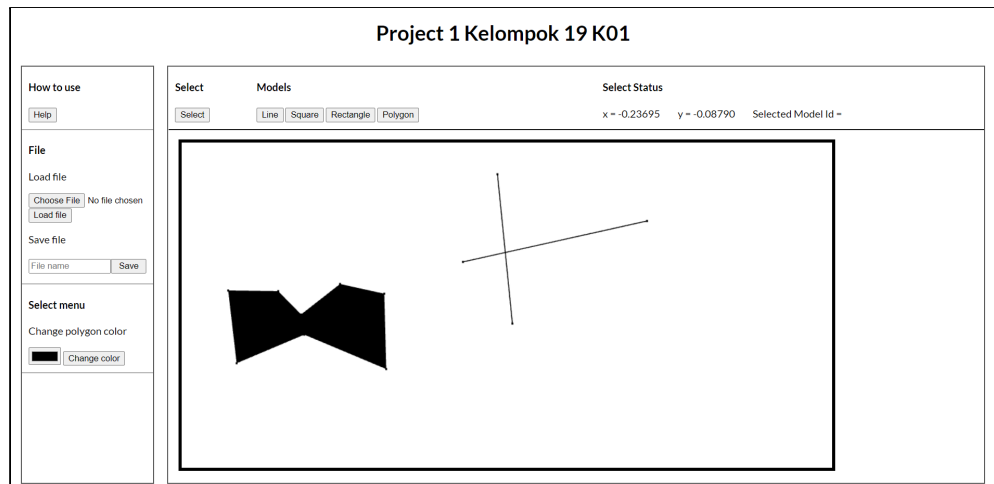 Project 1 Kelompok 19 K01
How to use
Help
File
Load file
Choose File No file chosen
Load file
Save file
File name Save
Select menu
Change polygon color
Change color
Select Models Select Status
Select Line Square Rectangle Polygon x = -0.23695 y = -0.08790 Selected Model Id =